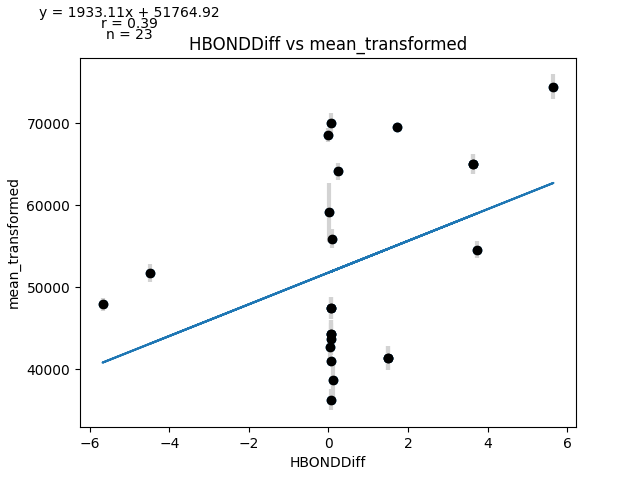 y = 1933.11x + 51764.92
r = 0.39
n = 23
HBONDDiff vs mean_transformed
70000
60000
50000
40000
mean_transformed
−6
−4
−2
0
2
4
6
HBONDDiff